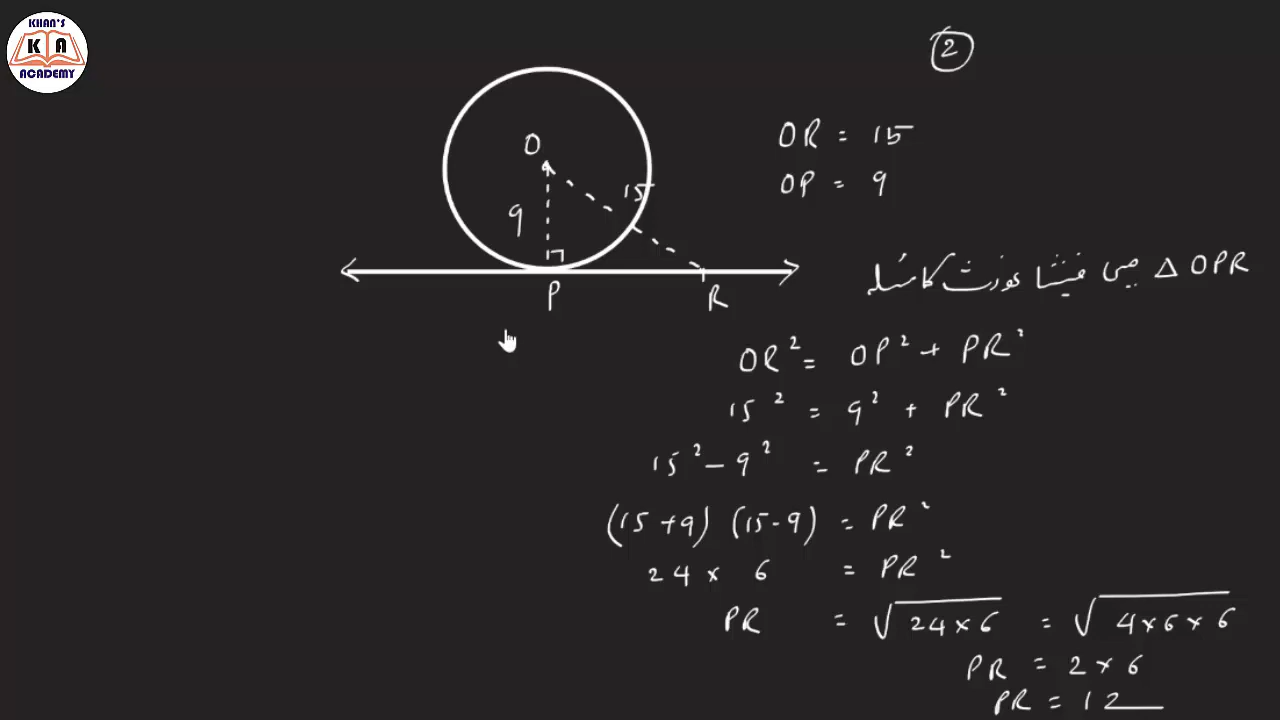 KHAN'S
K A
ACADEMY
2
O
9
15
P
R
OR = 15
OP = 9
△ OPR میں فیثا غورث کا مسئلہ
OR² = OP² + PR²
15² = 9² + PR²
15² − 9² = PR²
(15 + 9) (15 - 9) = PR²
24 × 6 = PR²
PR = √24 × 6 = √4 × 6 × 6
PR = 2 × 6
PR = 12